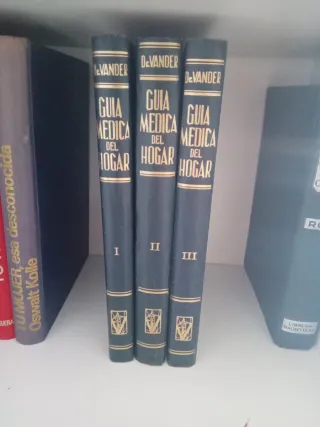 TU MUJER, esa desconocida
Oswalt Kolle
Dr VANDER
GUIA
MEDICA
DEL
HOGAR
I
Dr VANDER
GUIA
MEDICA
DEL
HOGAR
II
Dr VANDER
GUIA
MEDICA
DEL
HOGAR
III